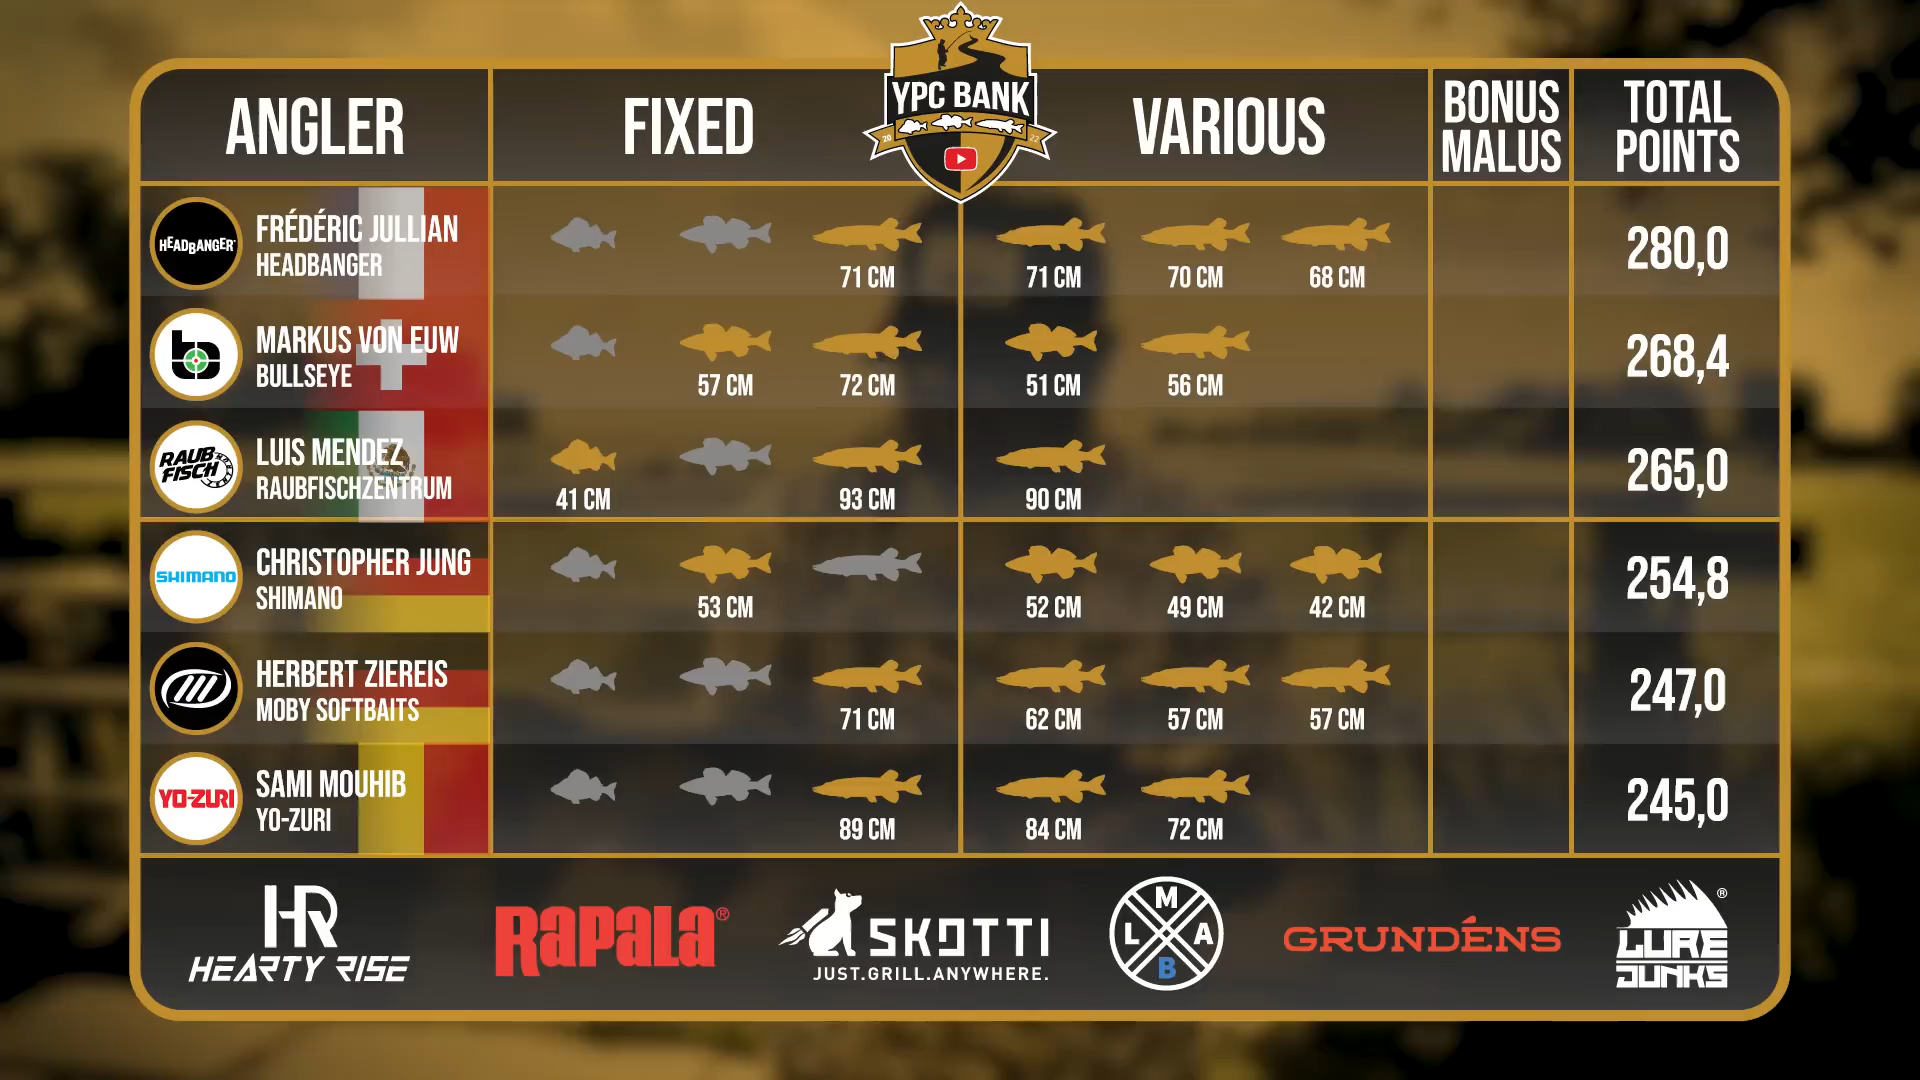 YPC BANK
20 22
ANGLER FIXED VARIOUS BONUS MALUS TOTAL POINTS
HEADBANGER
FRÉDÉRIC JULLIAN
HEADBANGER
71 CM 71 CM 70 CM 68 CM
280,0
MARKUS VON EUW
BULLSEYE
57 CM 72 CM 51 CM 56 CM
268,4
RAUB
FISCH
LUIS MENDEZ
RAUBFISCHZENTRUM
41 CM 93 CM 90 CM
265,0
SHIMANO
CHRISTOPHER JUNG
SHIMANO
53 CM 52 CM 49 CM 42 CM
254,8
HERBERT ZIEREIS
MOBY SOFTBAITS
71 CM 62 CM 57 CM 57 CM
247,0
YO-ZURI
SAMI MOUHIB
YO-ZURI
89 CM 84 CM 72 CM
245,0
HR
HEARTY RISE
RAPALA®
SKOTTI
JUST.GRILL.ANYWHERE.
M
L A
B
GRUNDÉNS
LURE
JUNKS®